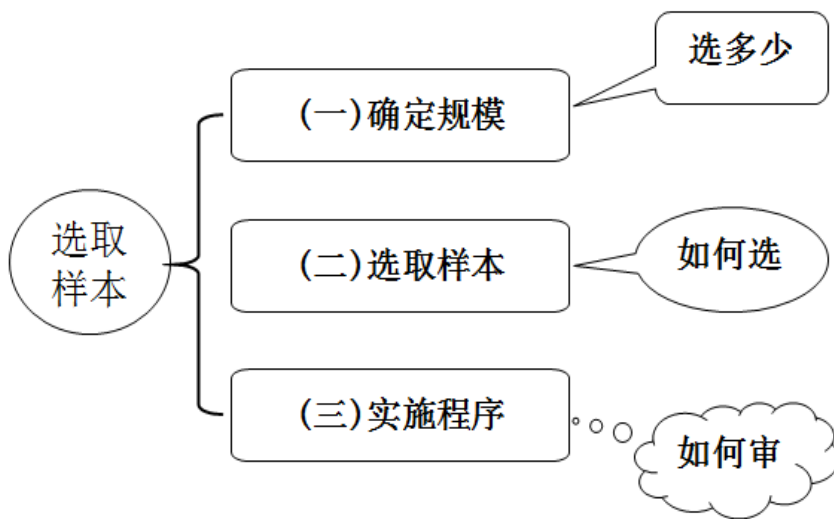 选多少
(一)确定规模
选取
样本
(二)选取样本
如何选
(三)实施程序
如何审